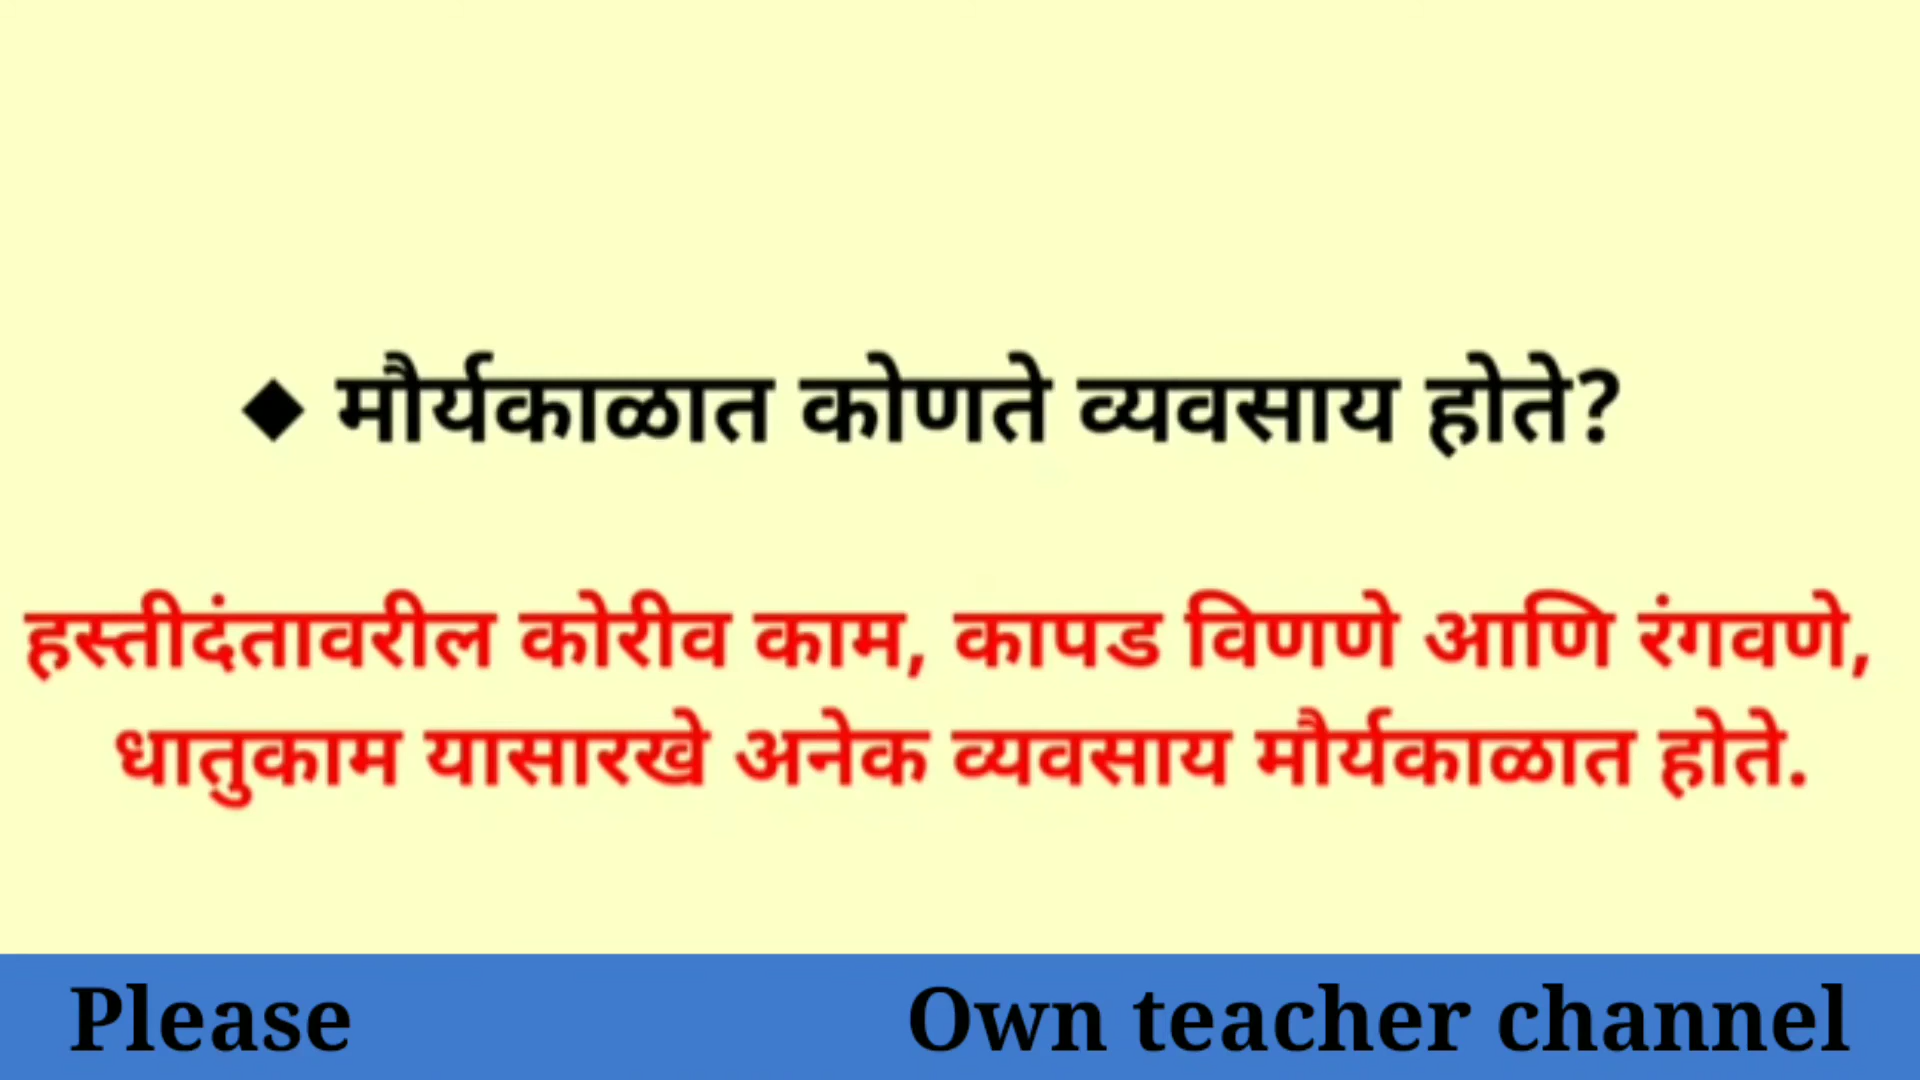 ◆ मौर्यकाळात कोणते व्यवसाय होते?
हस्तीदंतावरील कोरीव काम, कापड विणणे आणि रंगवणे,
धातुकाम यासारखे अनेक व्यवसाय मौर्यकाळात होते.
Please Own teacher channel